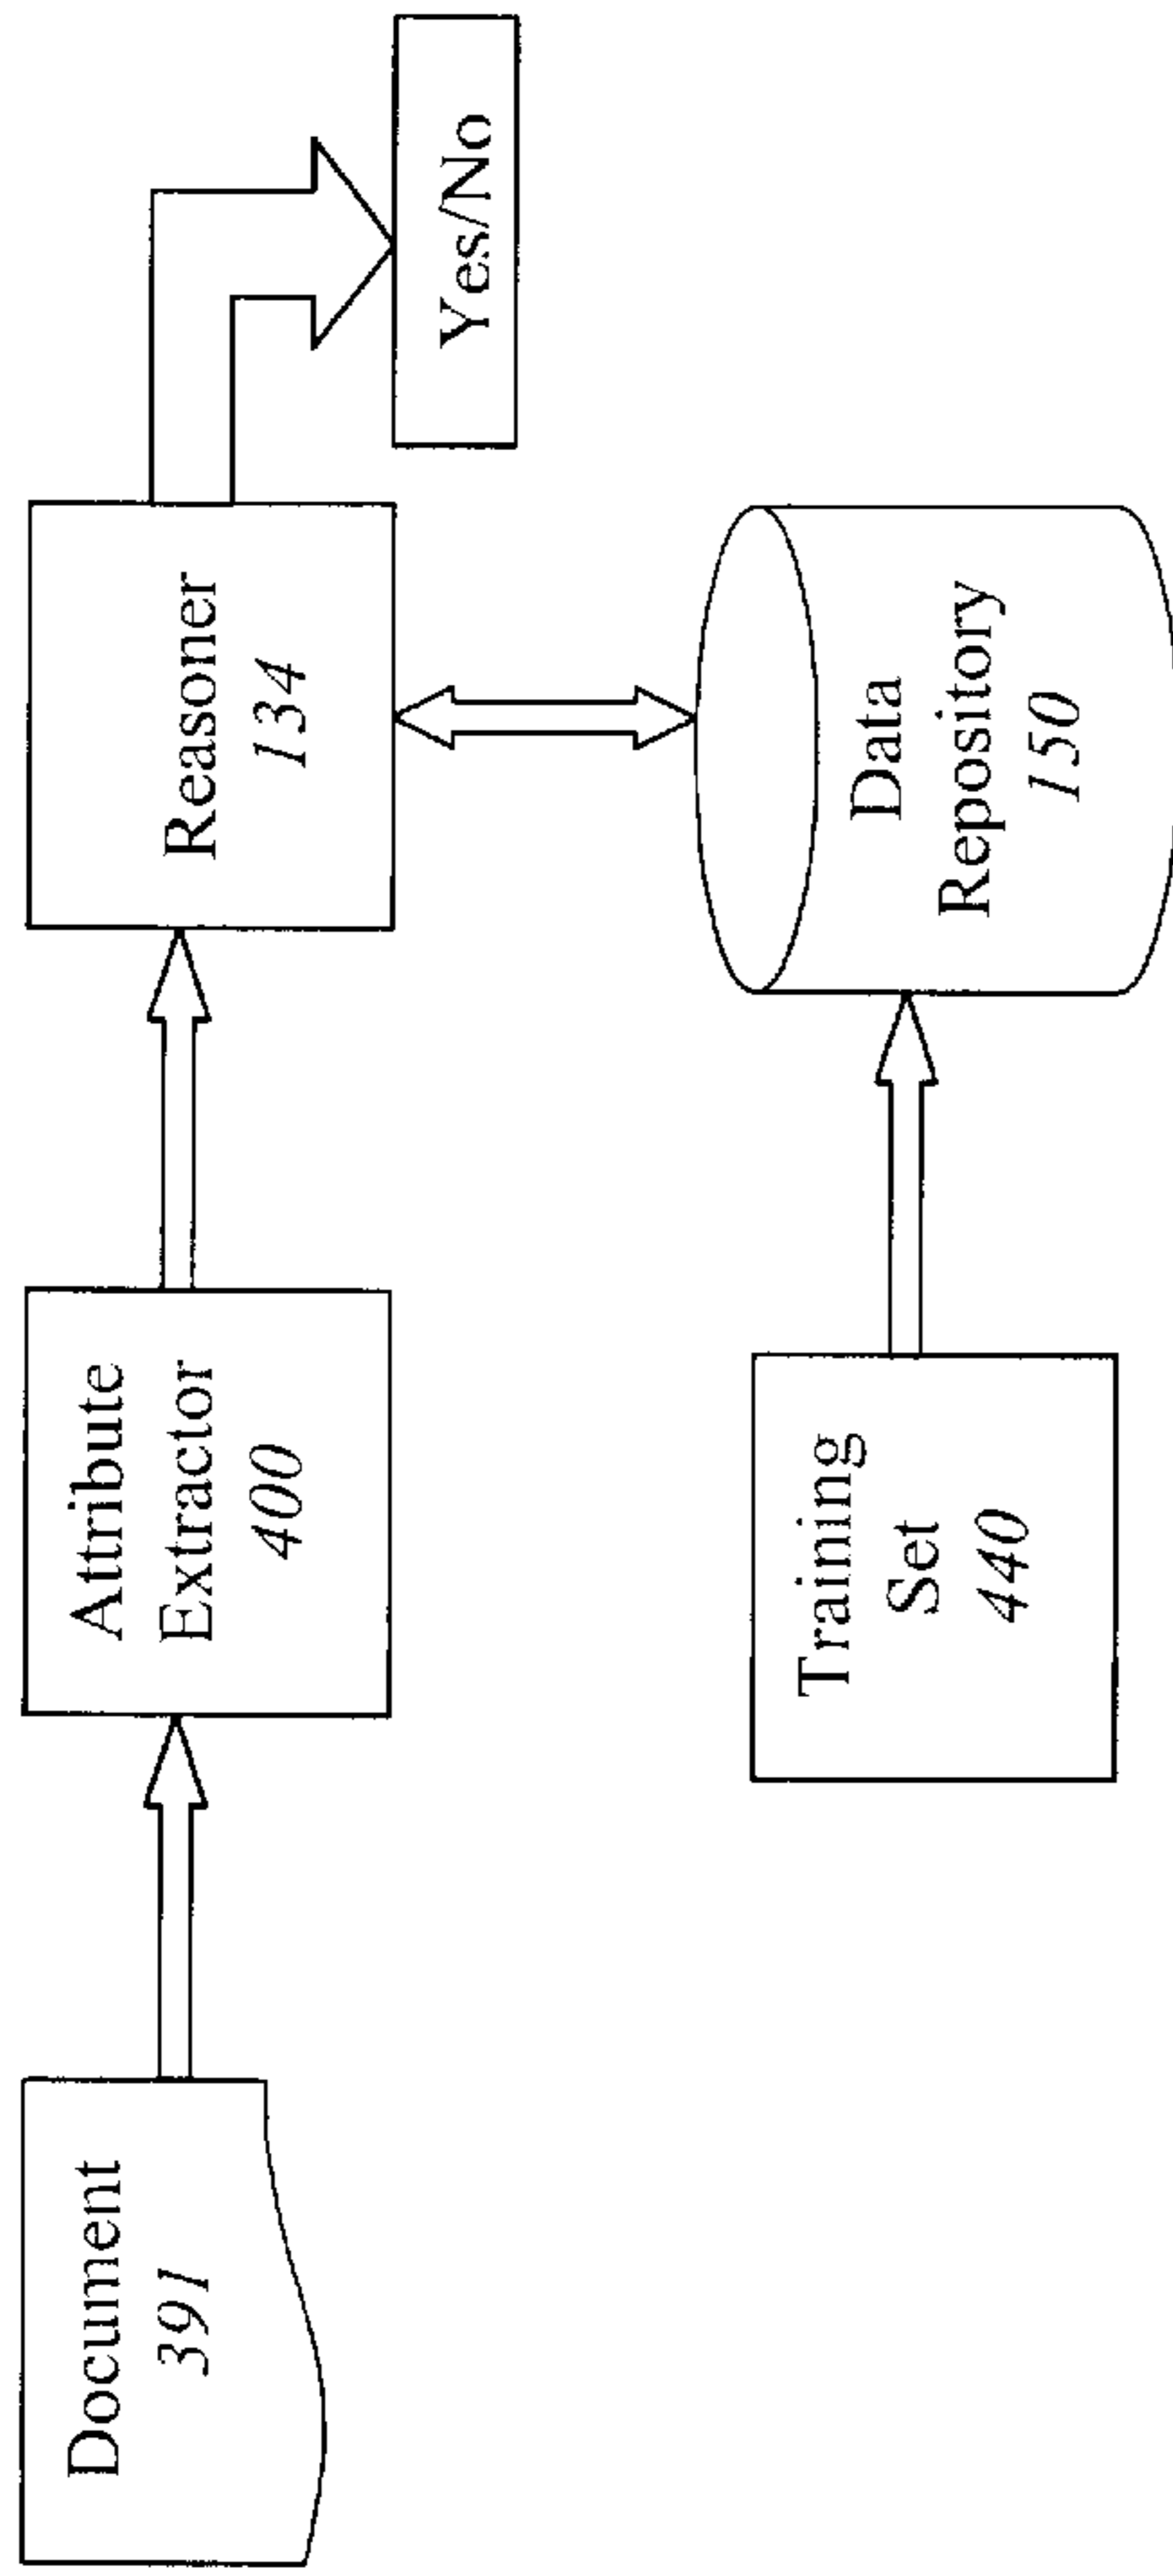 Document
391
Attribute
Extractor
400
Reasoner
134
Yes/No
Training
Set
440
Data
Repository
150